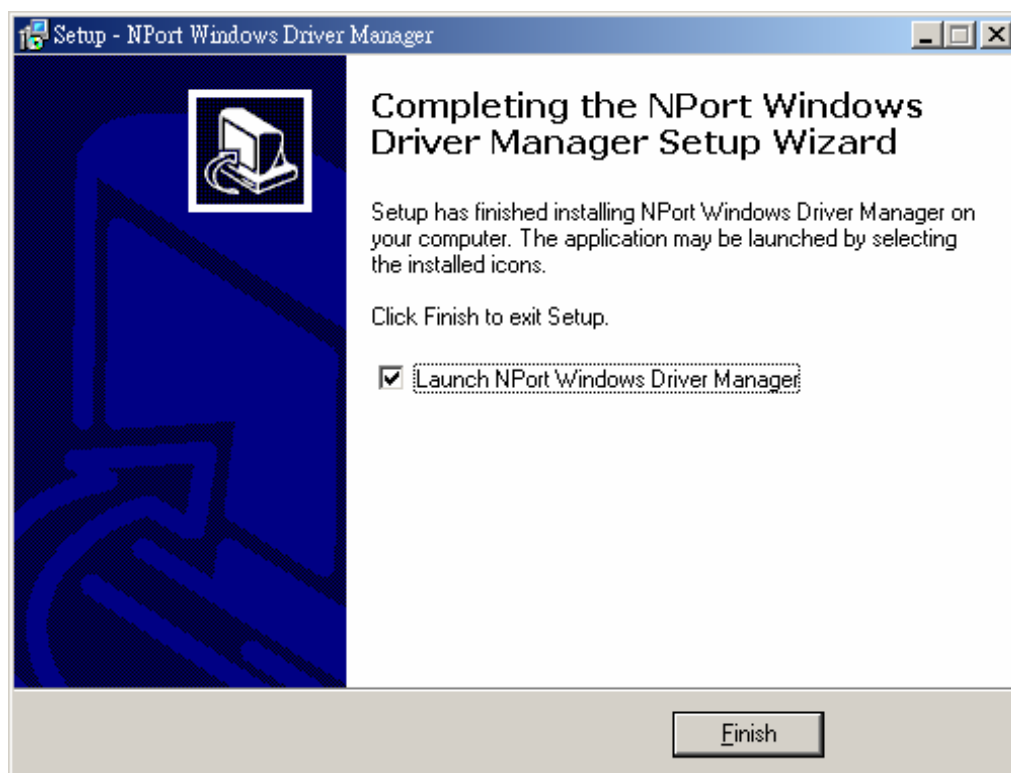 Setup - NPort Windows Driver Manager
Completing the NPort Windows
Driver Manager Setup Wizard
Setup has finished installing NPort Windows Driver Manager on
your computer. The application may be launched by selecting
the installed icons.
Click Finish to exit Setup.
Launch NPort Windows Driver Manager
Finish